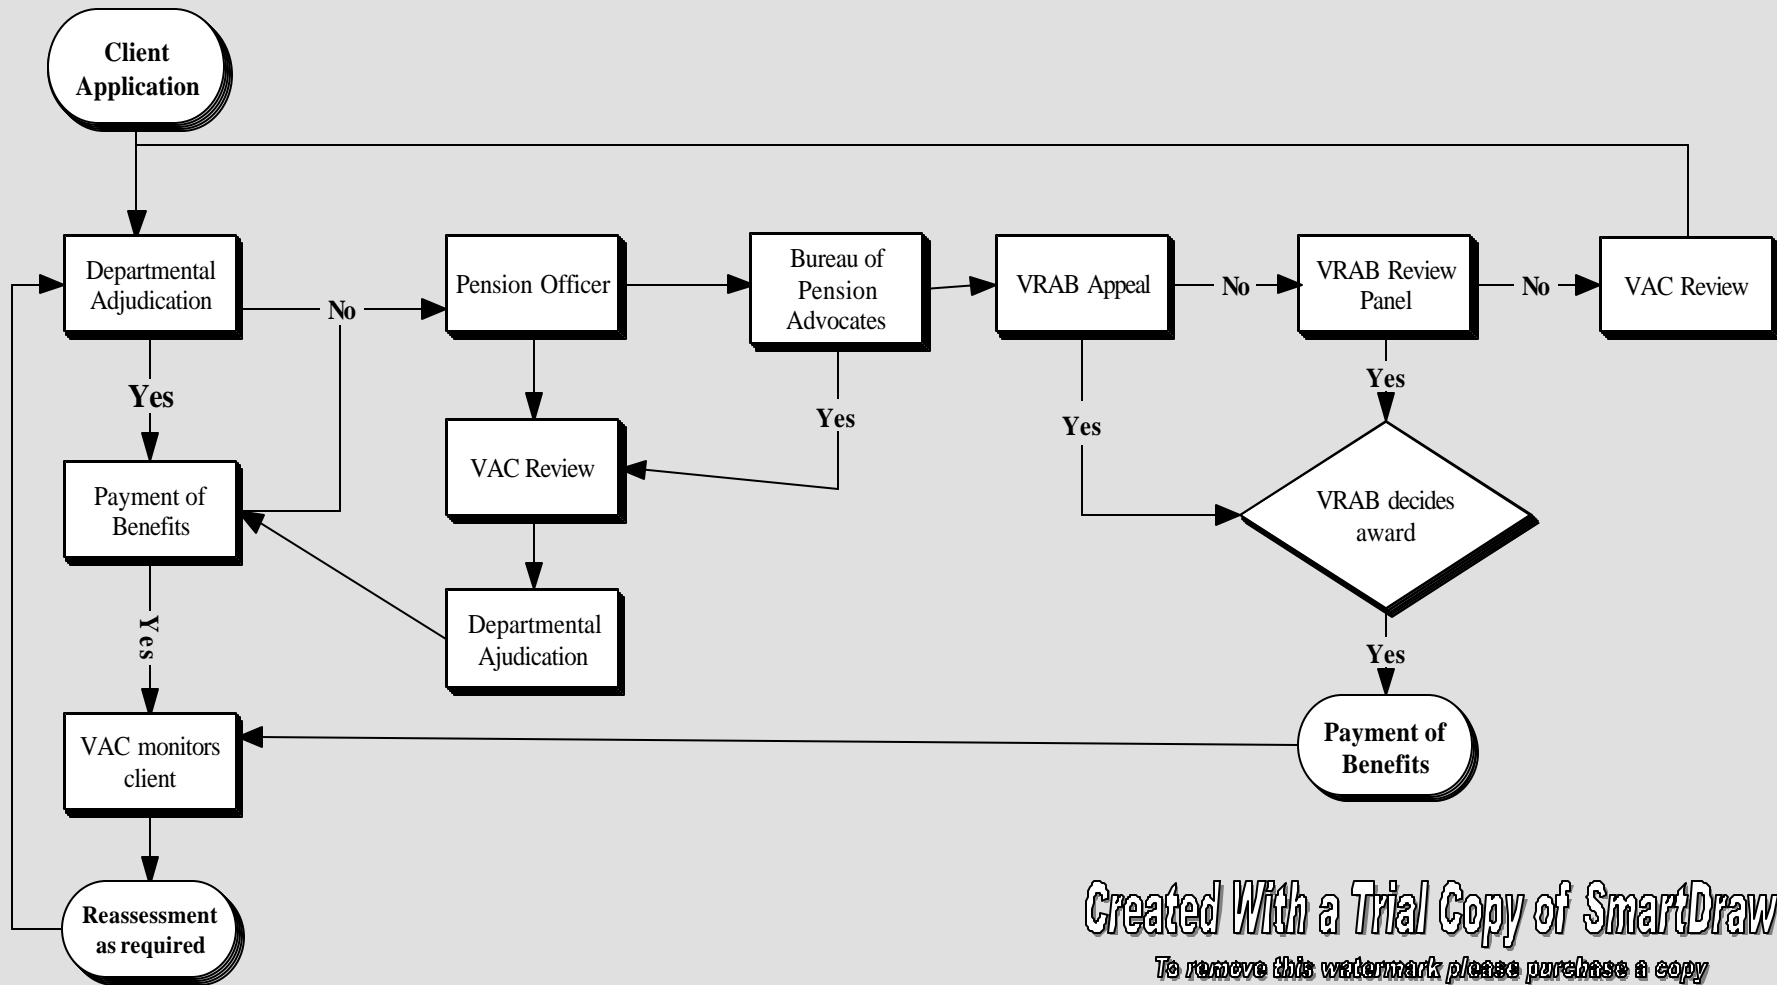 Client
Application
Departmental
Adjudication
No
Pension Officer
Bureau of
Pension
Advocates
VRAB Appeal
No
VRAB Review
Panel
No
VAC Review
Yes
Yes
Yes
Yes
VAC Review
Payment of
Benefits
VRAB decides
award
Yes
Departmental
Ajudication
Yes
VAC monitors
client
Payment of
Benefits
Reassessment
as required
Created With a Trial Copy of SmartDraw
To remove this watermark please purchase a copy